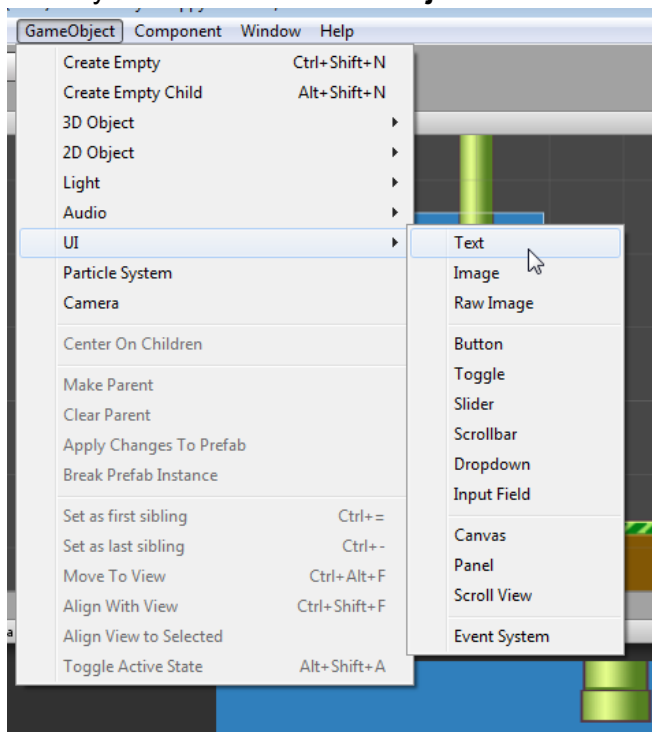 GameObject Component Window Help
Create Empty Ctrl+Shift+N
Create Empty Child Alt+Shift+N
3D Object
2D Object
Light
Audio
UI
Particle System
Camera
Center On Children
Make Parent
Clear Parent
Apply Changes To Prefab
Break Prefab Instance
Set as first sibling Ctrl+=
Set as last sibling Ctrl+-
Move To View Ctrl+Alt+F
Align With View Ctrl+Shift+F
Align View to Selected
Toggle Active State Alt+Shift+A
Text
Image
Raw Image
Button
Toggle
Slider
Scrollbar
Dropdown
Input Field
Canvas
Panel
Scroll View
Event System